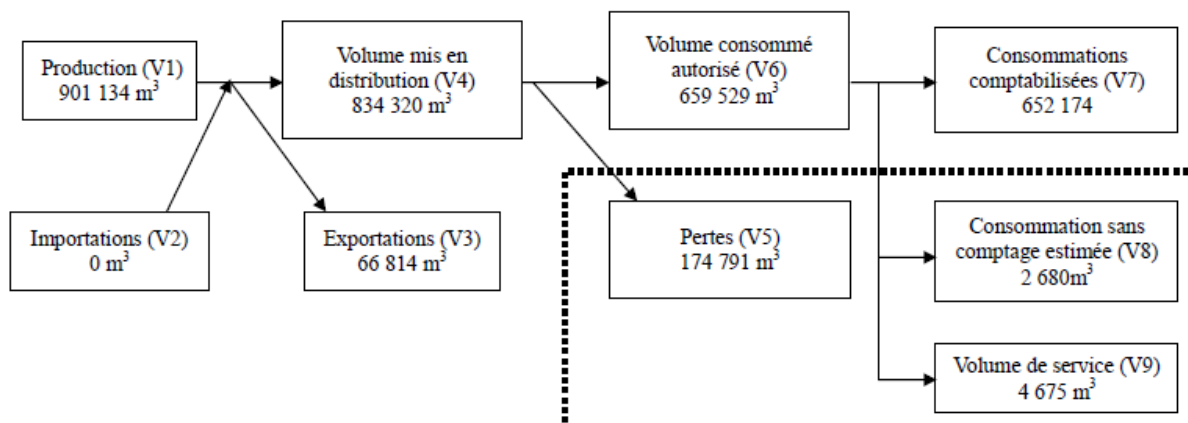 Production (V1)
901 134 m³
Volume mis en
distribution (V4)
834 320 m³
Volume consommé
autorisé (V6)
659 529 m³
Consommations
comptabilisées (V7)
652 174
Importations (V2)
0 m³
Exportations (V3)
66 814 m³
Pertes (V5)
174 791 m³
Consommation sans
comptage estimée (V8)
2 680m³
Volume de service (V9)
4 675 m³